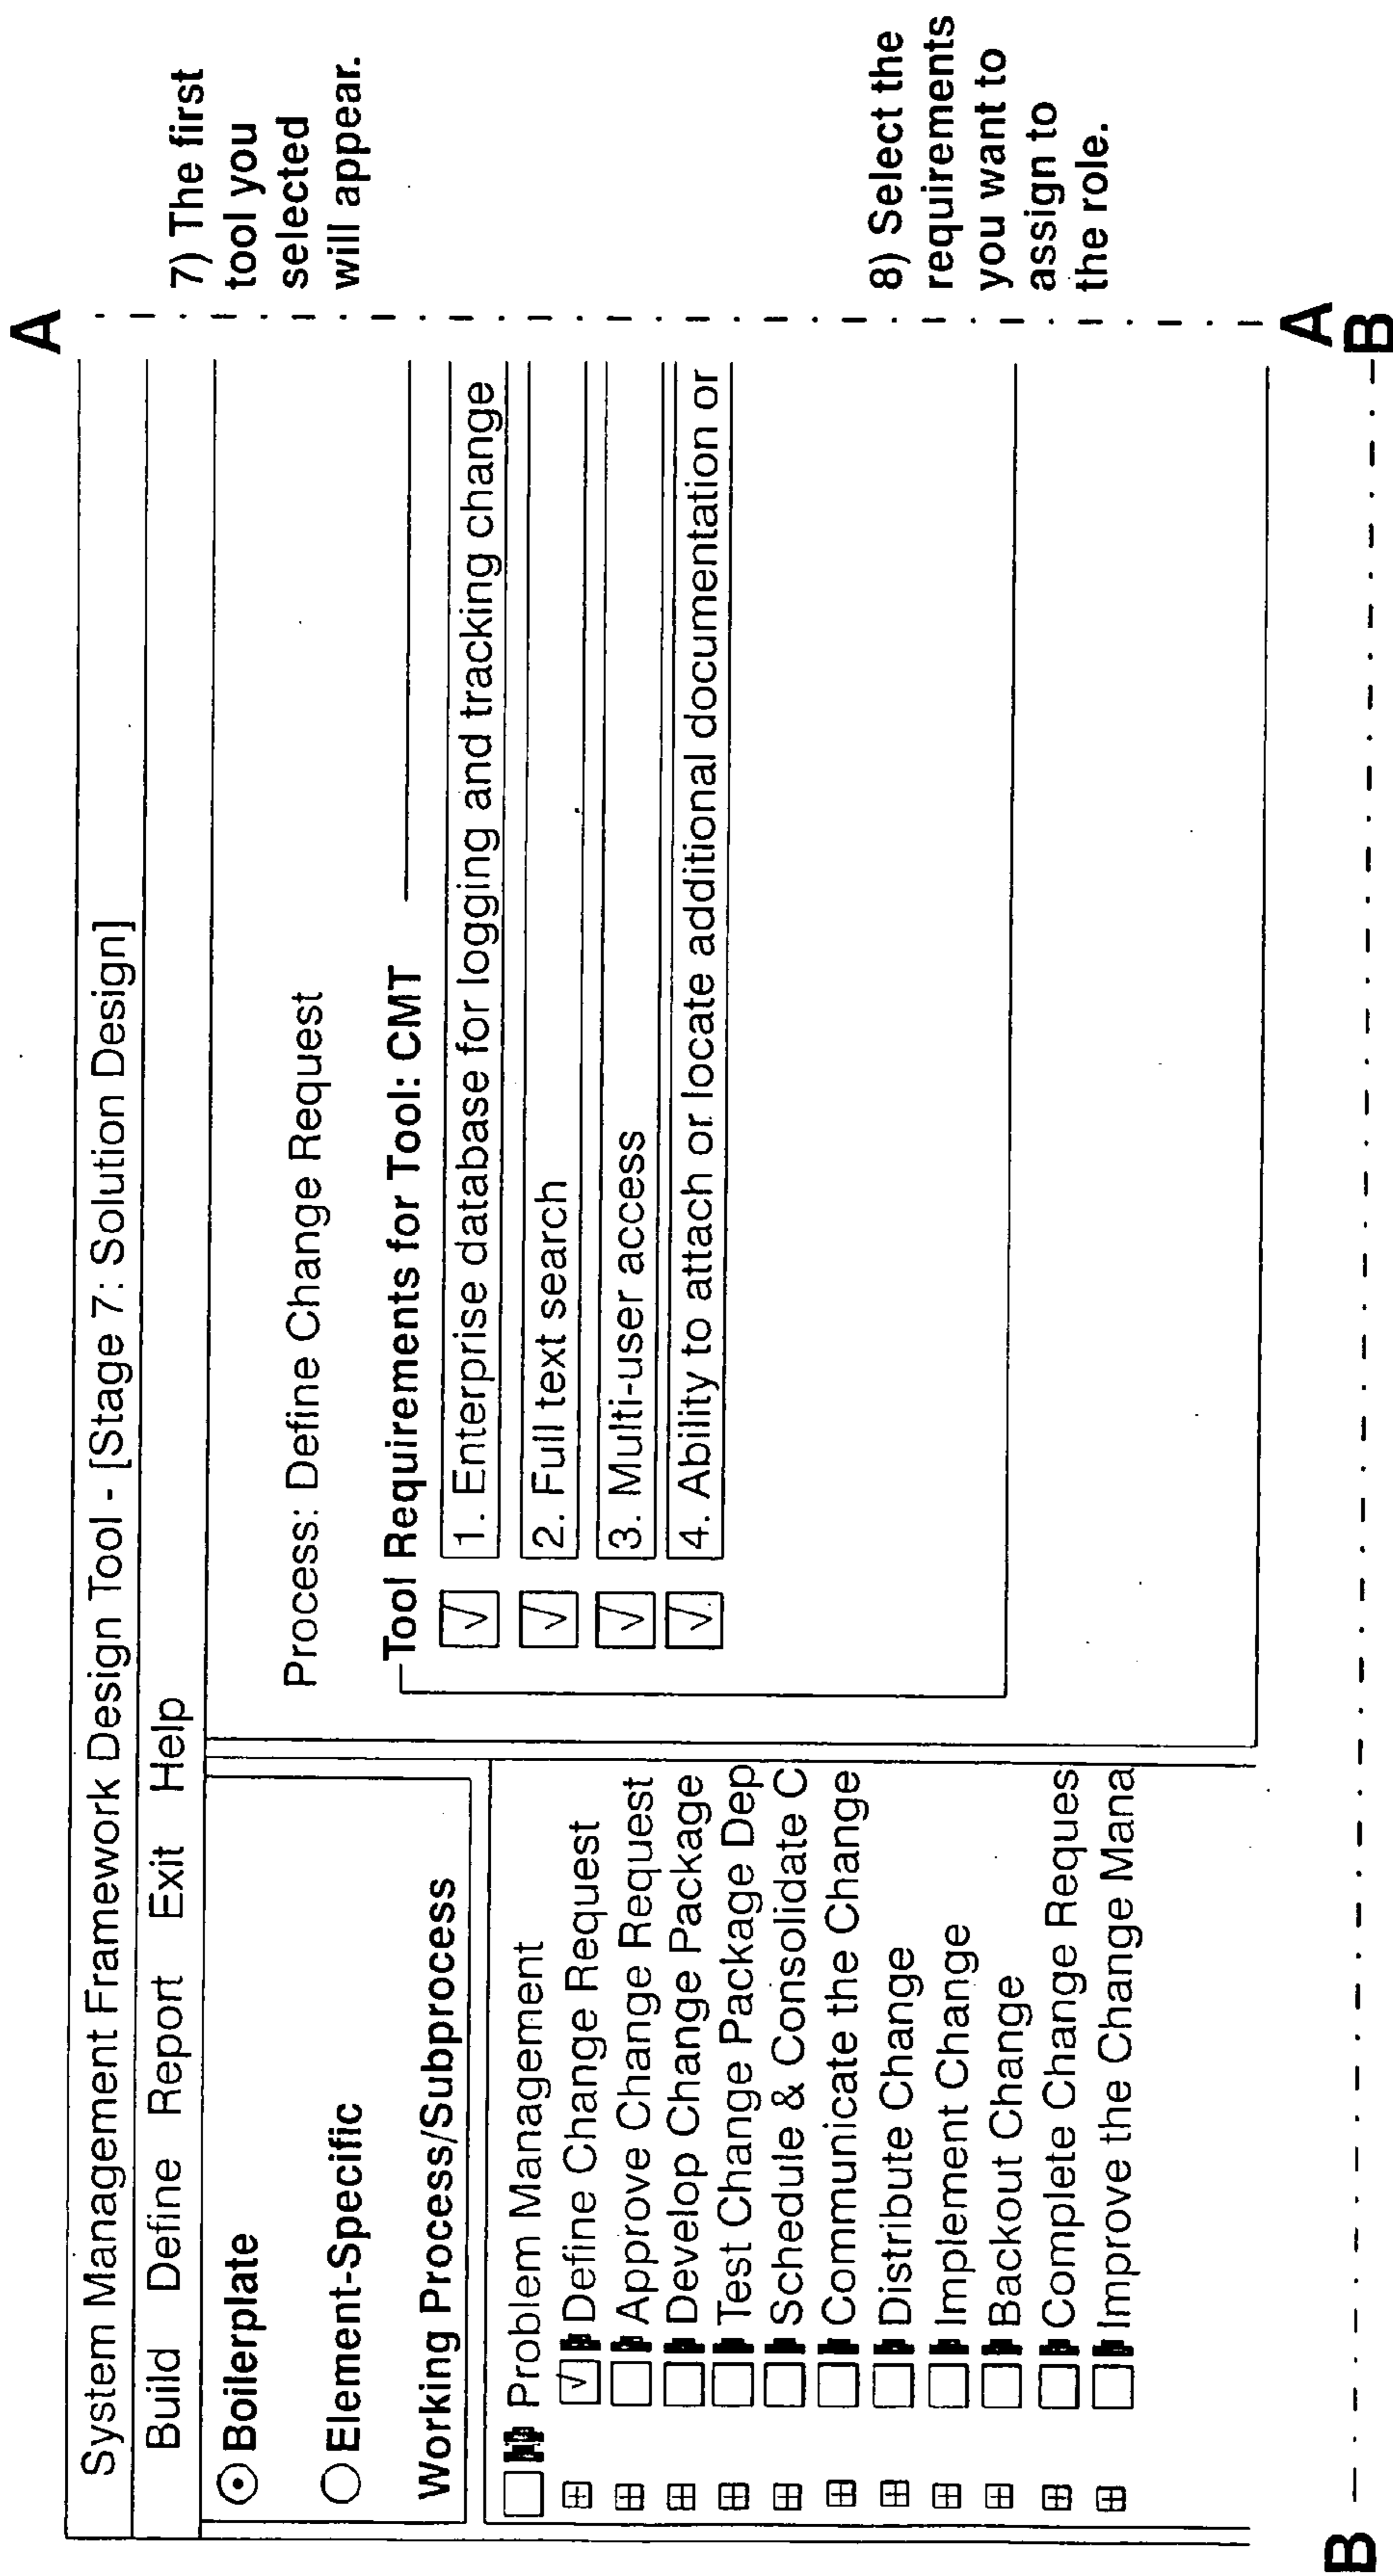 System Management Framework Design Tool - [Stage 7: Solution Design]
Build Define Report Exit Help
Boilerplate
Element-Specific
Working Process/Subprocess
Problem Management
Define Change Request
Approve Change Request
Develop Change Package
Test Change Package Dep
Schedule & Consolidate C
Communicate the Change
Distribute Change
Implement Change
Backout Change
Complete Change Reques
Improve the Change Mana
Process: Define Change Request
Tool Requirements for Tool: CMT
1. Enterprise database for logging and tracking change
2. Full text search
3. Multi-user access
4. Ability to attach or locate additional documentation or
A
7) The first
tool you
selected
will appear.
8) Select the
requirements
you want to
assign to
the role.
A
B
B